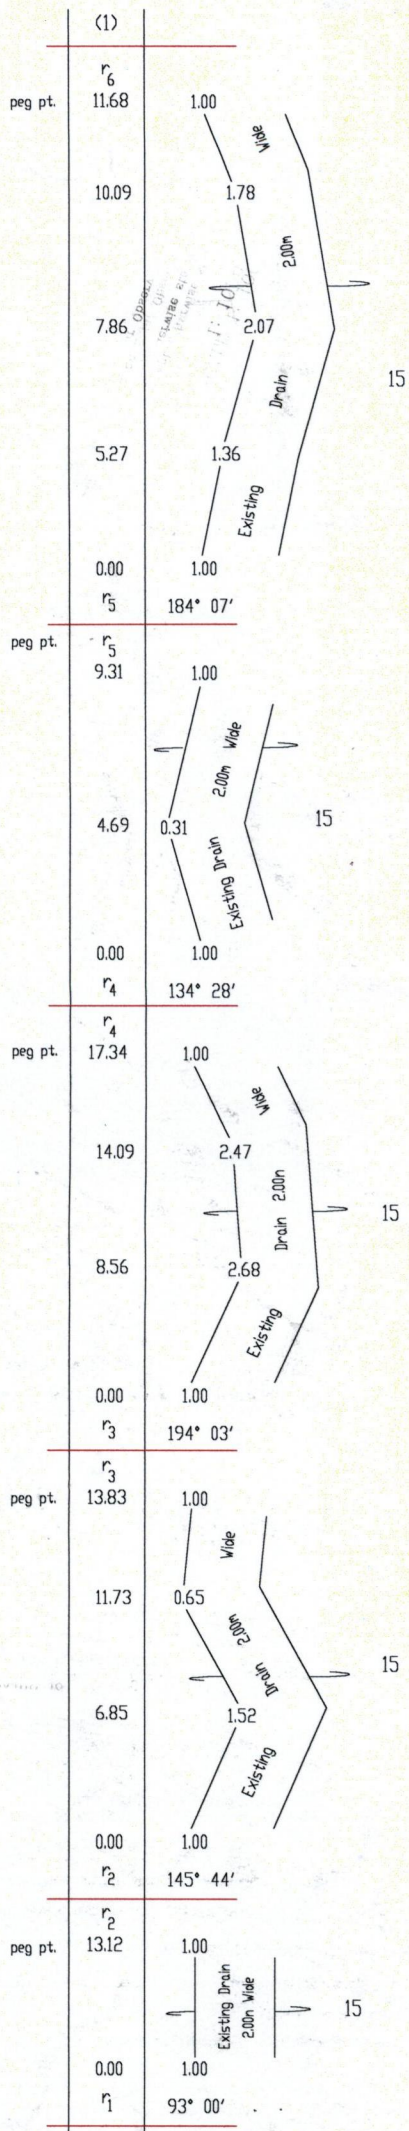 (1)
r6
peg pt. 11.68 1.00
Wide
10.09 1.78
2.00m
7.86 2.07
15
Drain
5.27 1.36
Existing
0.00 1.00
r5 184° 07′
peg pt. r5
9.31 1.00
2.00m Wide
4.69 0.31 15
Existing Drain
0.00 1.00
r4 134° 28′
r4
peg pt. 17.34 1.00
Wide
14.09 2.47
Drain 2.00n 15
8.56 2.68
Existing
0.00 1.00
r3 194° 03′
r3
peg pt. 13.83 1.00
Wide
11.73 0.65
2.00m
15
Drain
6.85 1.52
Existing
0.00 1.00
r2 145° 44′
r2
peg pt. 13.12 1.00
Existing Drain
2.00n Wide
15
0.00 1.00
r1 93° 00′